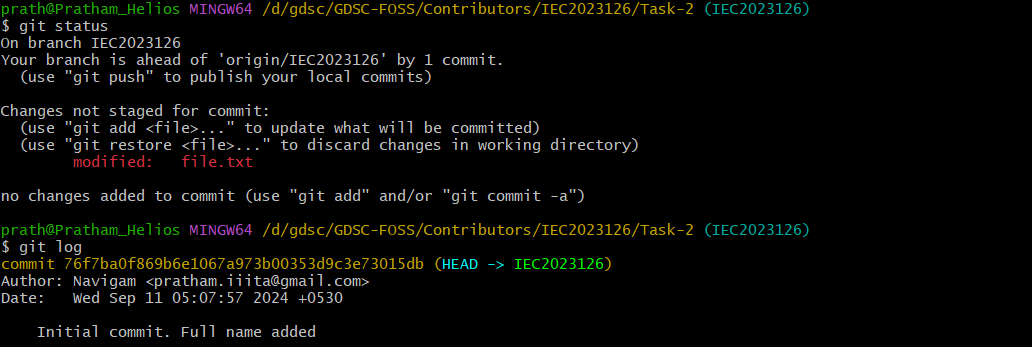 prath@Pratham_Helios MINGW64 /d/gdsc/GDSC-FOSS/Contributors/IEC2023126/Task-2 (IEC2023126)
$ git status
On branch IEC2023126
Your branch is ahead of 'origin/IEC2023126' by 1 commit.
  (use "git push" to publish your local commits)

Changes not staged for commit:
  (use "git add <file>..." to update what will be committed)
  (use "git restore <file>..." to discard changes in working directory)
        modified:   file.txt

no changes added to commit (use "git add" and/or "git commit -a")

prath@Pratham_Helios MINGW64 /d/gdsc/GDSC-FOSS/Contributors/IEC2023126/Task-2 (IEC2023126)
$ git log
commit 76f7ba0f869b6e1067a973b00353d9c3e73015db (HEAD -> IEC2023126)
Author: Navigam <pratham.iiita@gmail.com>
Date:   Wed Sep 11 05:07:57 2024 +0530

    Initial commit. Full name added